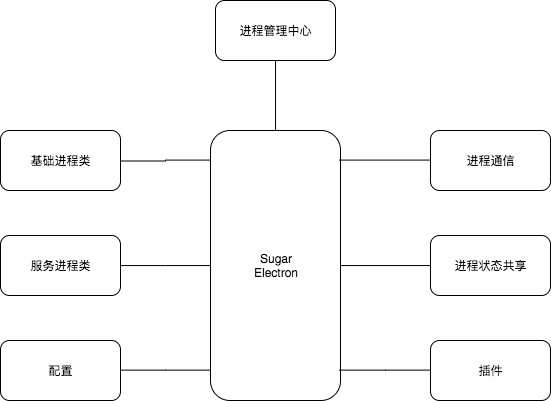 进程管理中心
基础进程类
进程通信
服务进程类
Sugar
Electron
进程状态共享
配置
插件